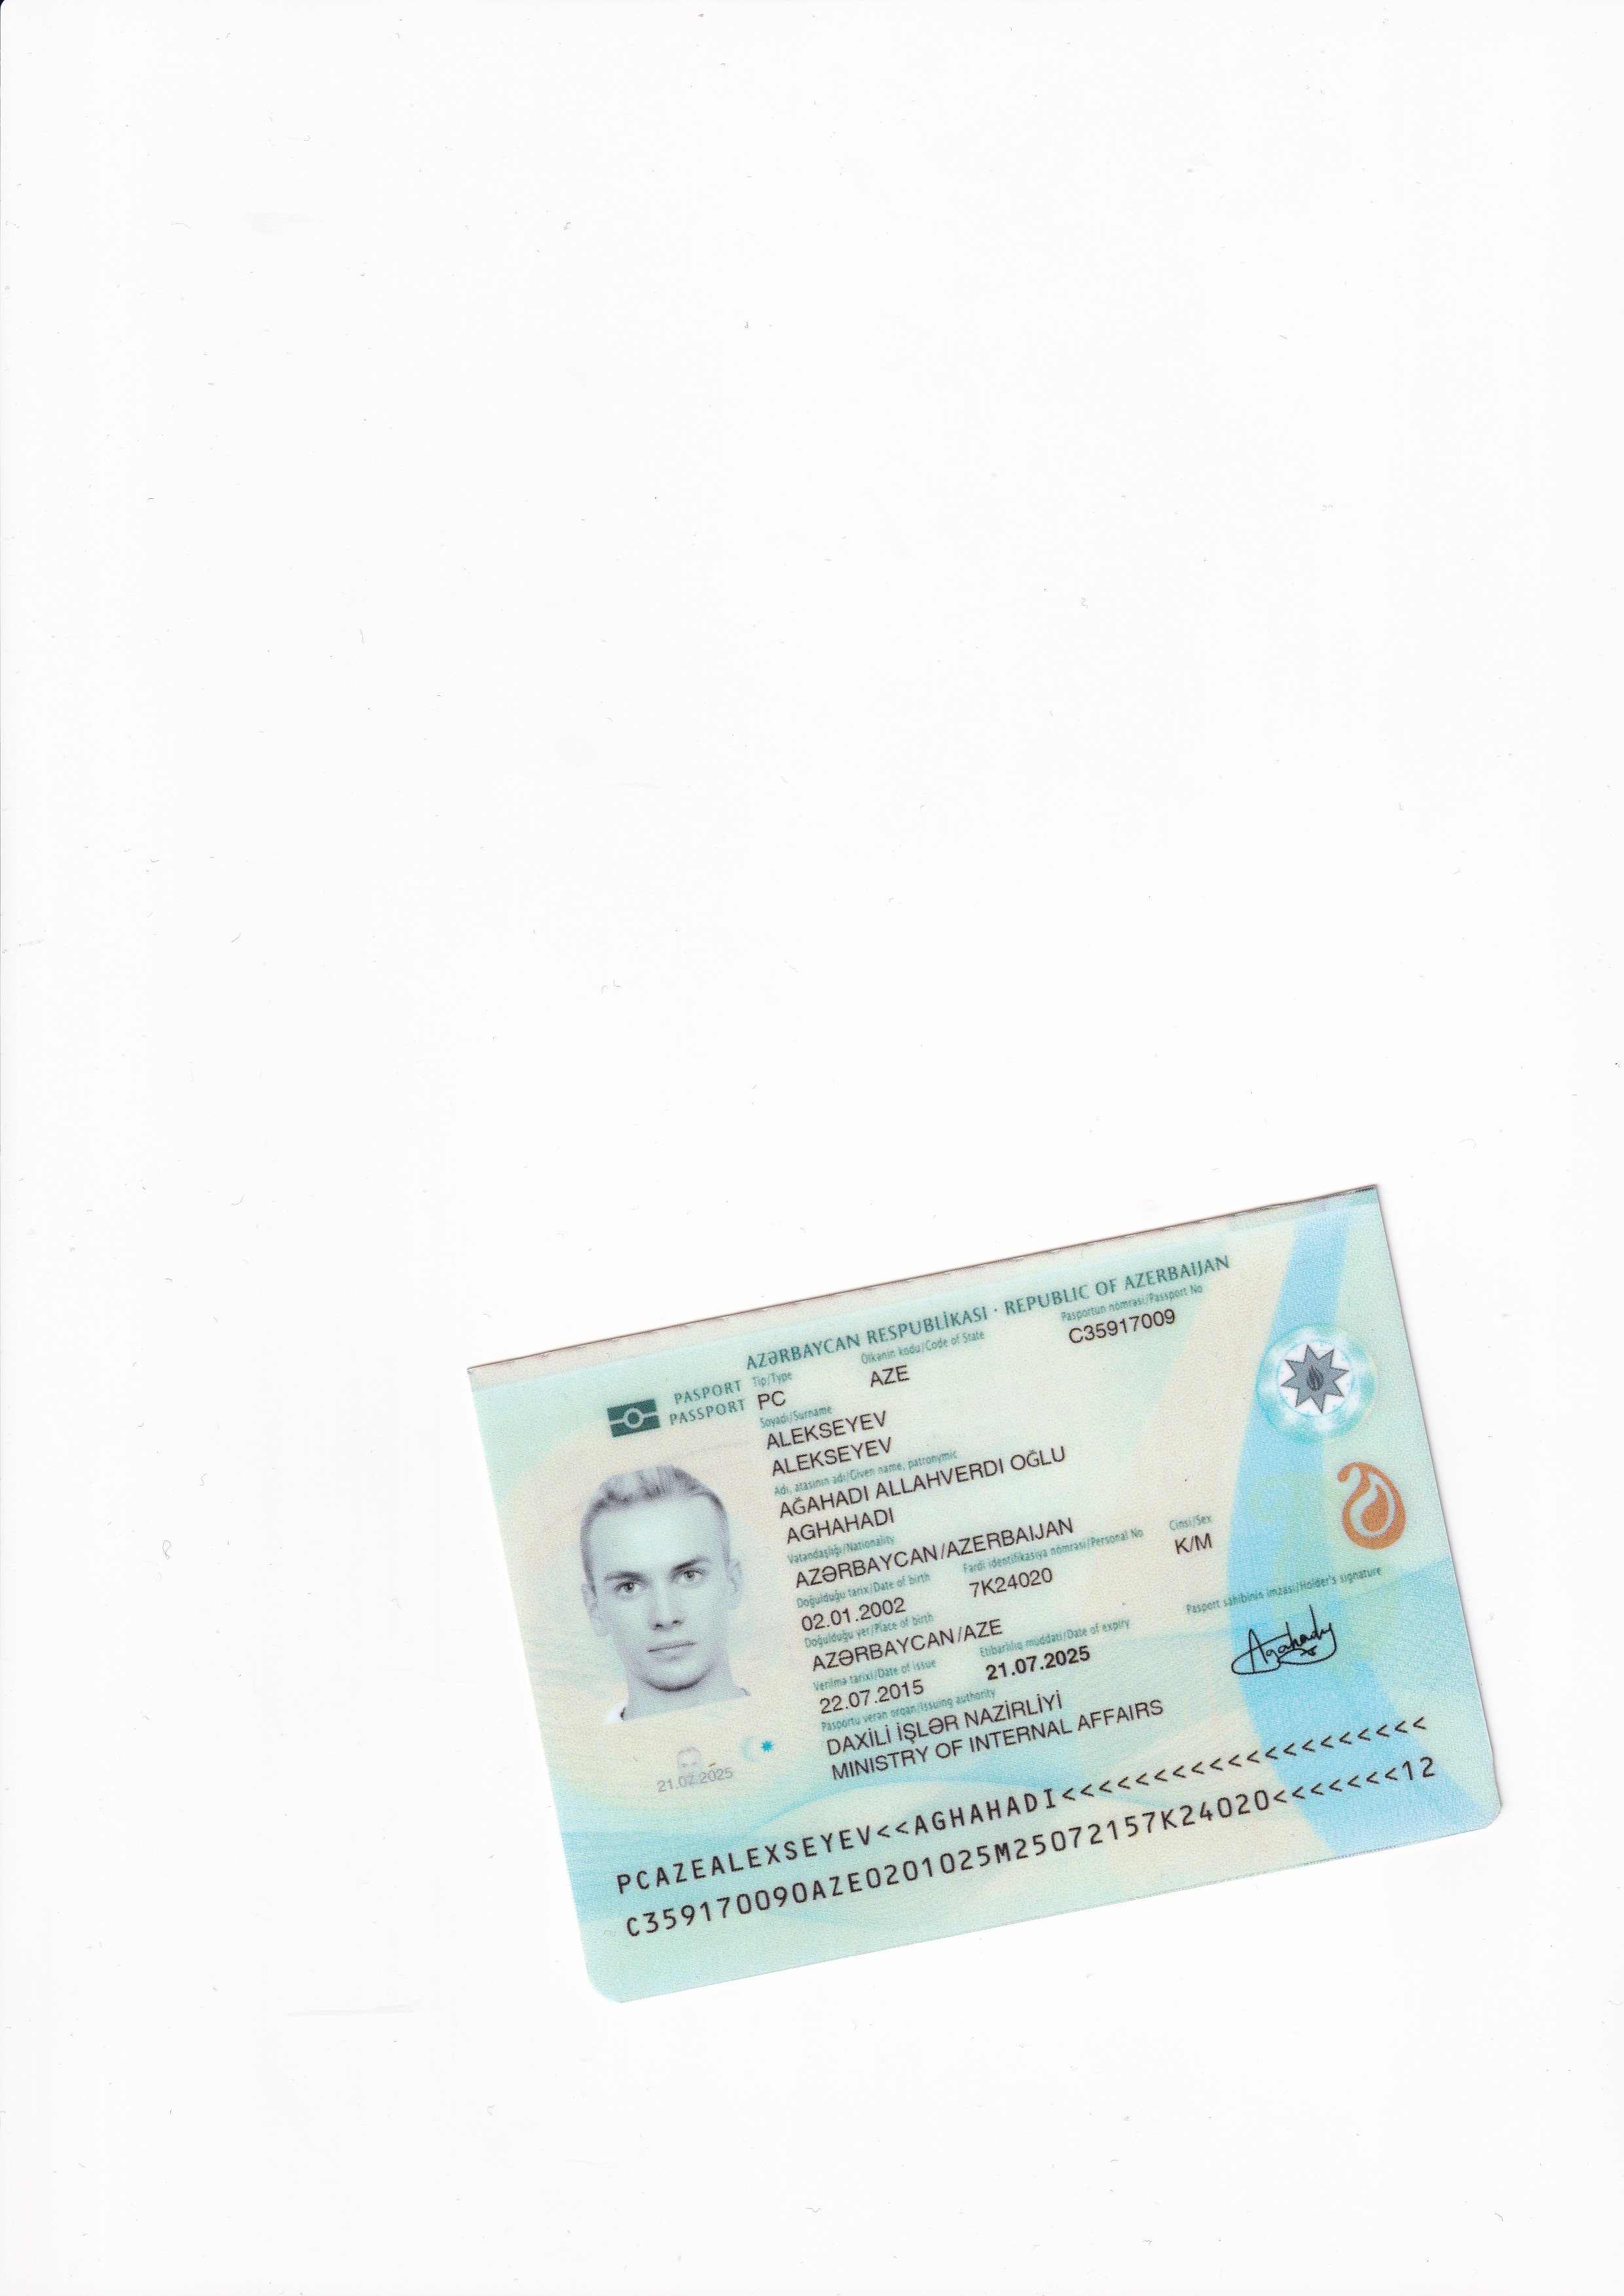 AZƏRBAYCAN RESPUBLİKASI · REPUBLIC OF AZERBAIJAN
PASPORT
PASSPORT
Tip/Type
Ölkənin kodu/Code of State
Pasportun nömrəsi/Passport No
PC
AZE
C35917009
Soyadı/Surname
ALEKSEYEV
ALEKSEYEV
Adı, atasının adı/Given name, patronymic
AĞAHADI ALLAHVERDI OĞLU
AGHAHADI
Vətəndaşlığı/Nationality
AZƏRBAYCAN/AZERBAIJAN
Doğulduğu tarix/Date of birth
Fərdi identifikasiya nömrəsi/Personal No
Cinsi/Sex
02.01.2002
7K24020
K/M
Doğulduğu yer/Place of birth
AZƏRBAYCAN/AZE
Verilmə tarixi/Date of issue
Etibarlılıq müddəti/Date of expiry
Pasport sahibinin imzası/Holder's signature
22.07.2015
21.07.2025
Agahady
Pasportu verən orqan/Issuing authority
DAXİLİ İŞLƏR NAZİRLİYİ
MINISTRY OF INTERNAL AFFAIRS
21.07.2025
PCAZEALEXSEYEV<<AGHAHADI<<<<<<<<<<<<<<<<<<<<
C359170090AZE0201025M25072157K24020<<<<<<<12